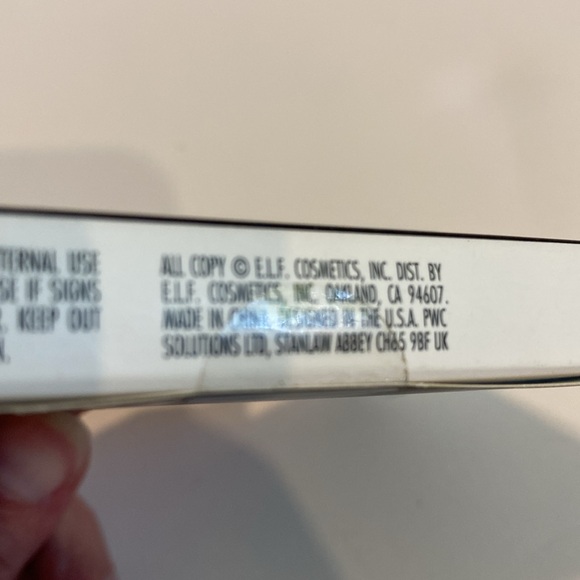 TERNAL USE
SE IF SIGNS
KEEP OUT
N.
ALL COPY © E.L.F. COSMETICS, INC. DIST. BY
E.L.F. COSMETICS, INC. OAKLAND, CA 94607.
MADE IN CHINA. DESIGNED IN THE U.S.A. PWC
SOLUTIONS LTD, STANLAW ABBEY CH65 9BF UK